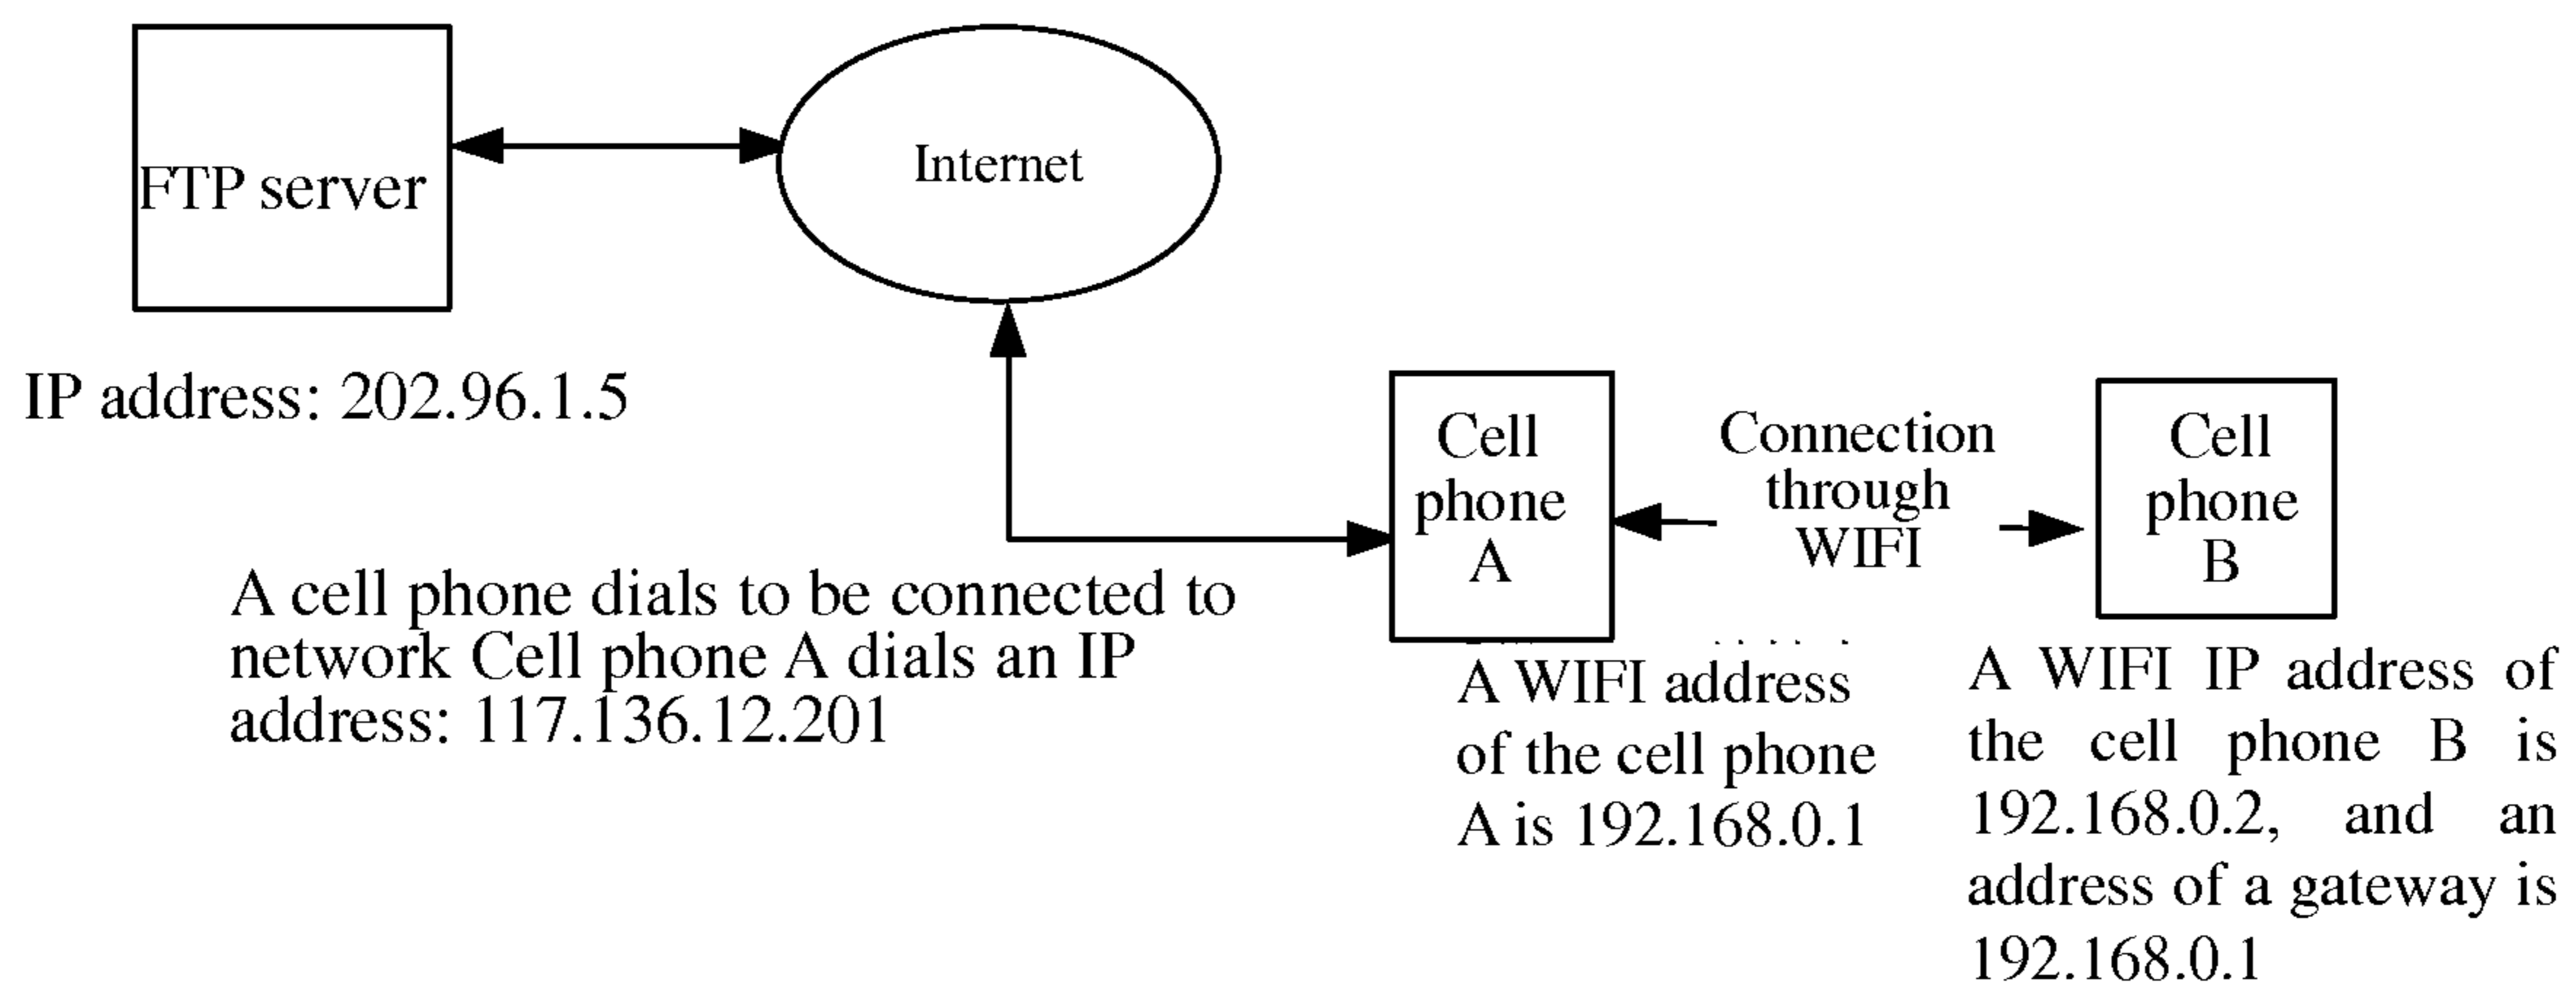 FTP server
Internet
IP address: 202.96.1.5
Cell
phone
A
Connection
through
WIFI
Cell
phone
B
A cell phone dials to be connected to
network Cell phone A dials an IP
address: 117.136.12.201
A WIFI address
of the cell phone
A is 192.168.0.1
A WIFI IP address of
the cell phone B is
192.168.0.2, and an
address of a gateway is
192.168.0.1